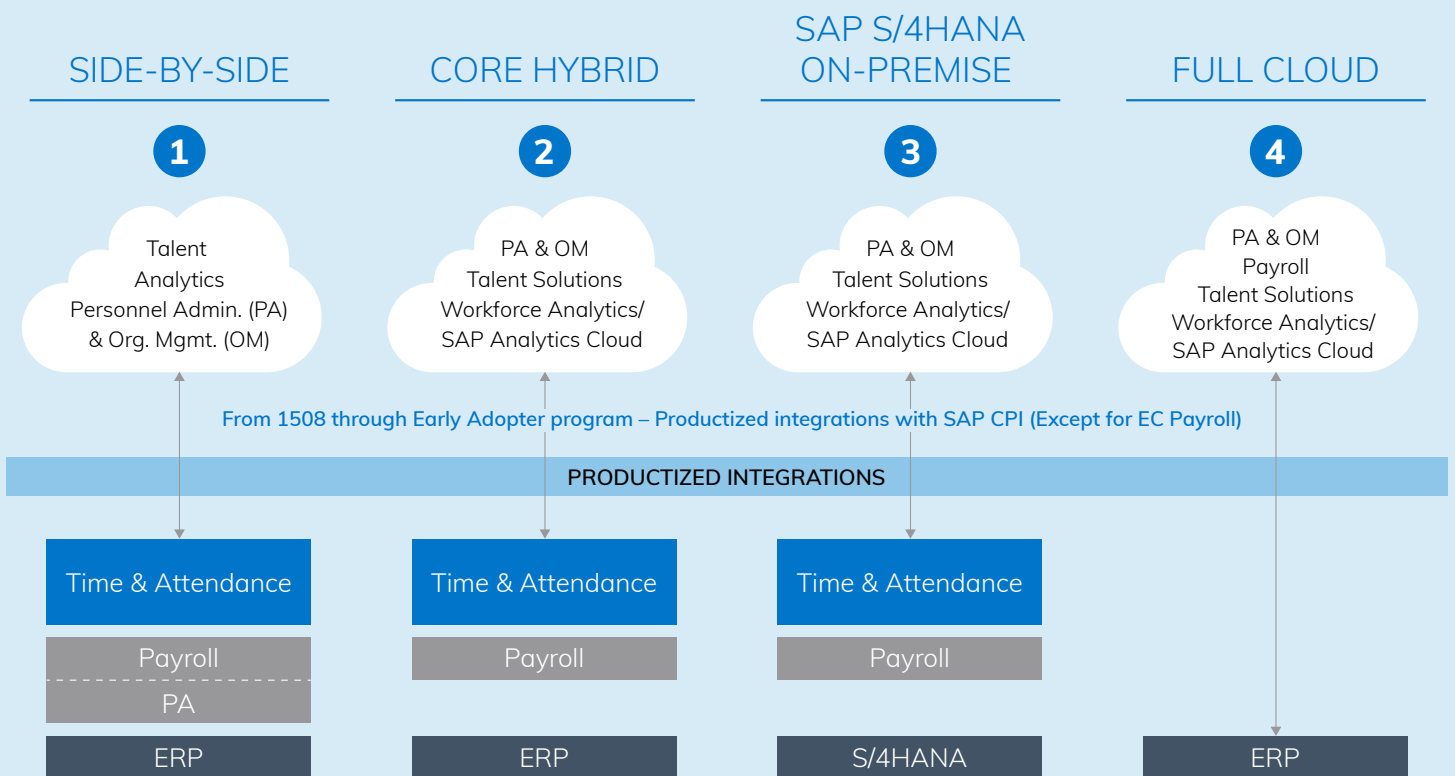 SIDE-BY-SIDE
1
Talent
Analytics
Personnel Admin. (PA)
& Org. Mgmt. (OM)
CORE HYBRID
2
PA & OM
Talent Solutions
Workforce Analytics/
SAP Analytics Cloud
SAP S/4HANA
ON-PREMISE
3
PA & OM
Talent Solutions
Workforce Analytics/
SAP Analytics Cloud
FULL CLOUD
4
PA & OM
Payroll
Talent Solutions
Workforce Analytics/
SAP Analytics Cloud
From 1508 through Early Adopter program – Productized integrations with SAP CPI (Except for EC Payroll)
PRODUCTIZED INTEGRATIONS
Time & Attendance
Payroll
PA
ERP
Time & Attendance
Payroll
ERP
Time & Attendance
Payroll
S/4HANA
ERP